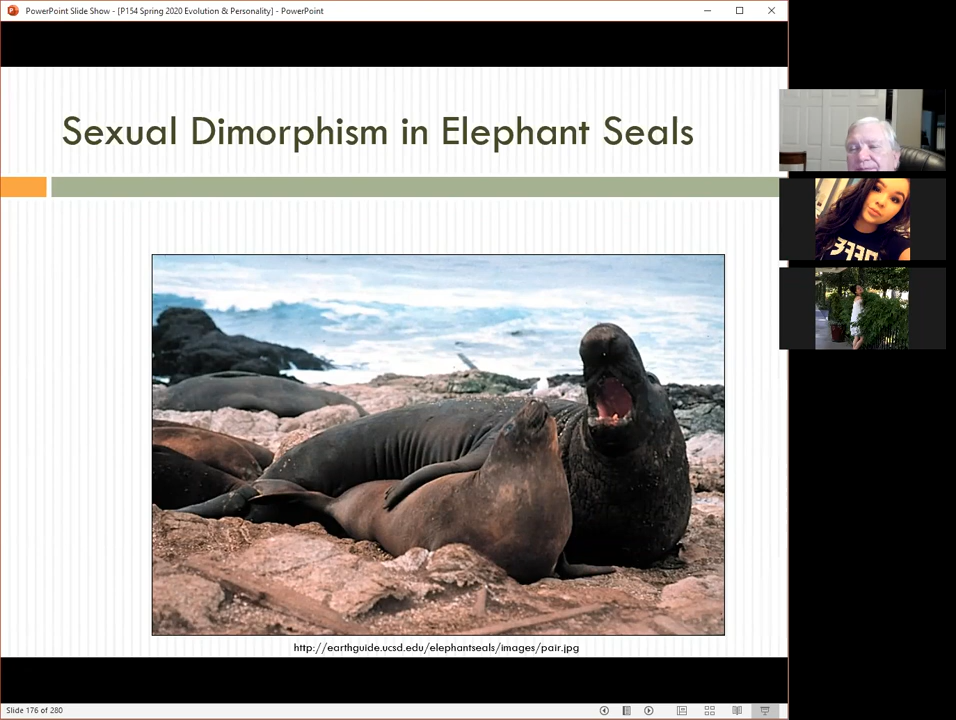 PowerPoint Slide Show - [P154 Spring 2020 Evolution & Personality] - PowerPoint
Sexual Dimorphism in Elephant Seals
http://earthguide.ucsd.edu/elephantseals/images/pair.jpg
Slide 176 of 280